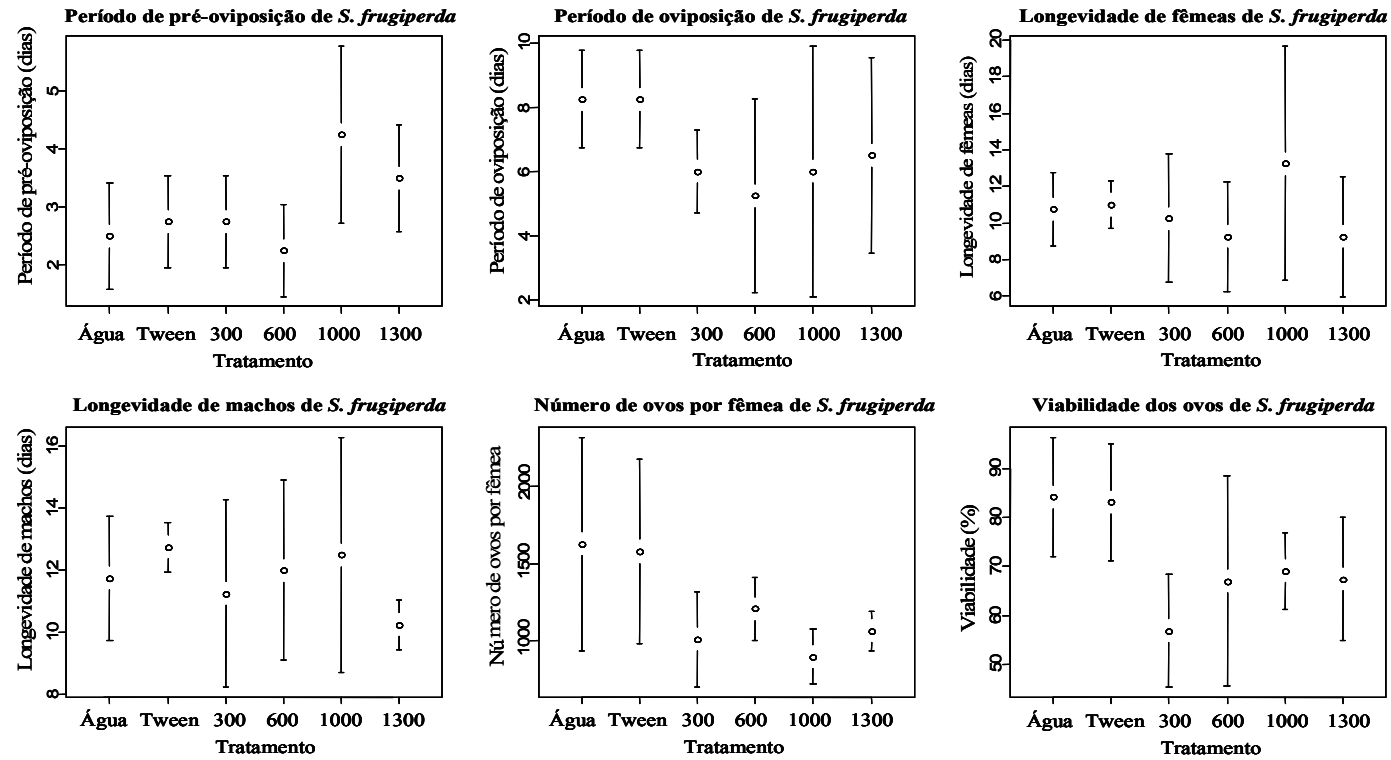 Período de pré-oviposição de S. frugiperda
Período de pré-oviposição (dias)
5
4
3
2
Água Tween 300 600 1000 1300
Tratamento
Período de oviposição de S. frugiperda
Período de oviposição (dias)
10
8
6
4
2
Água Tween 300 600 1000 1300
Tratamento
Longevidade de fêmeas de S. frugiperda
Longevidade de fêmeas (dias)
20
18
16
14
12
10
8
6
Água Tween 300 600 1000 1300
Tratamento
Longevidade de machos de S. frugiperda
Longevidade de machos (dias)
16
14
12
10
8
Água Tween 300 600 1000 1300
Tratamento
Número de ovos por fêmea de S. frugiperda
Número de ovos por fêmea
2000
1500
1000
Água Tween 300 600 1000 1300
Tratamento
Viabilidade dos ovos de S. frugiperda
Viabilidade (%)
90
80
70
60
50
Água Tween 300 600 1000 1300
Tratamento